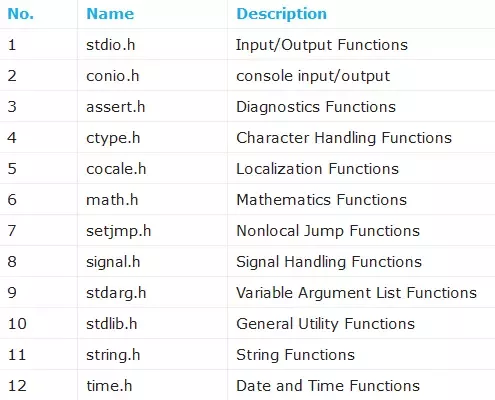 No. Name Description
1 stdio.h Input/Output Functions
2 conio.h console input/output
3 assert.h Diagnostics Functions
4 ctype.h Character Handling Functions
5 cocale.h Localization Functions
6 math.h Mathematics Functions
7 setjmp.h Nonlocal Jump Functions
8 signal.h Signal Handling Functions
9 stdarg.h Variable Argument List Functions
10 stdlib.h General Utility Functions
11 string.h String Functions
12 time.h Date and Time Functions